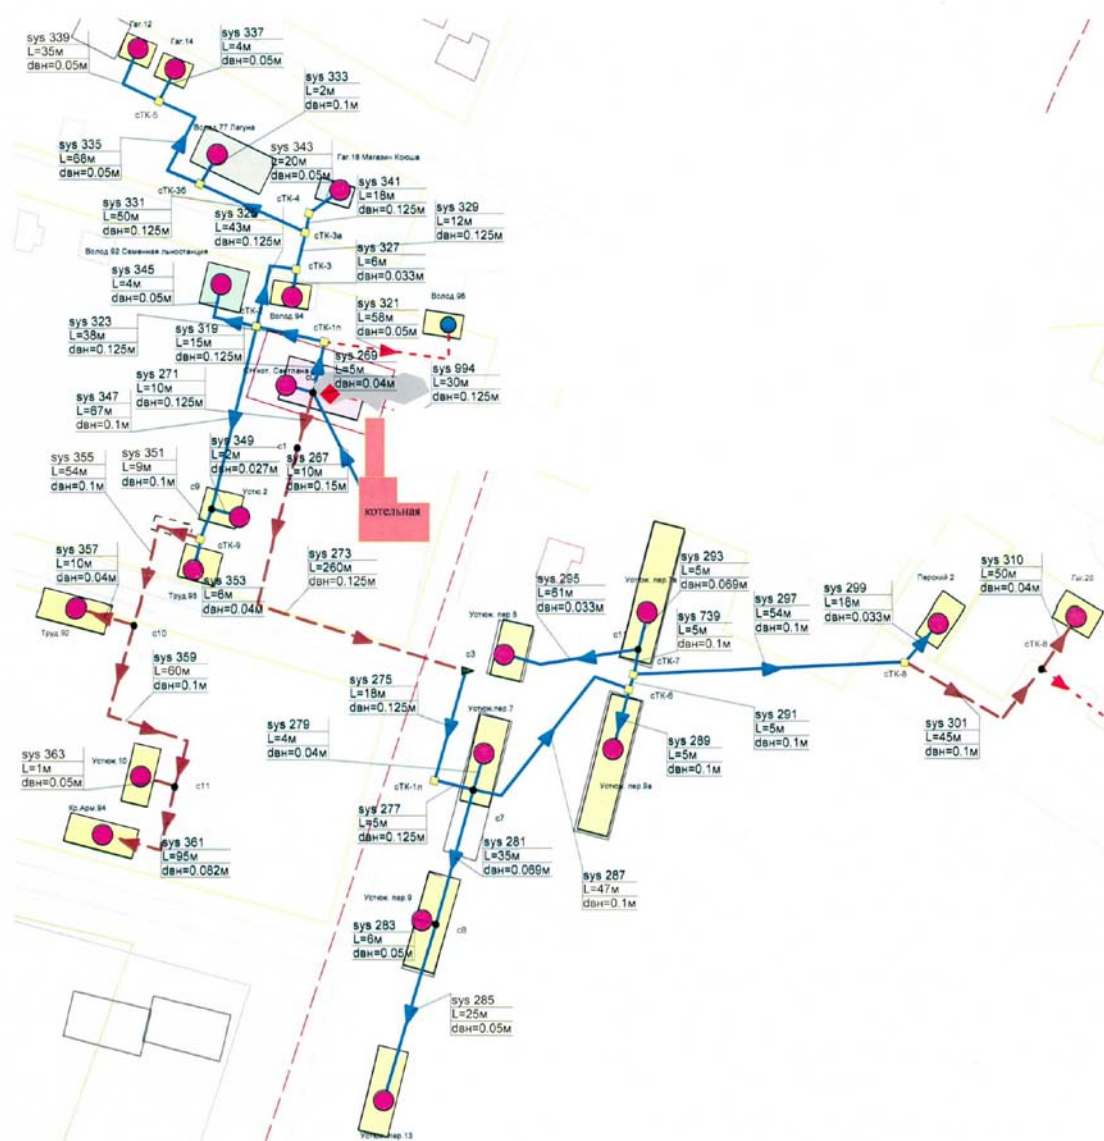 Гаг.12
sys 339
L=35м
dвн=0.05м
Гаг.14
sys 337
L=4м
dвн=0.05м
sys 333
L=2м
dвн=0.1м
сТК-5
Волод.77 Лагуна
sys 335
L=68м
dвн=0.05м
sys 343
L=20м
dвн=0.05м
Гаг.18 Магазин Кроша
сТК-3б
сТК-4
sys 341
L=18м
dвн=0.125м
sys 331
L=50м
dвн=0.125м
L=43м
dвн=0.125м
sys 329
L=12м
dвн=0.125м
сТК-3а
sys 327
L=6м
dвн=0.033м
Волод 92 Семенная льностанция
сТК-3
sys 345
L=4м
dвн=0.05м
sys 321
L=58м
dвн=0.05м
Волод 94
sys 323
L=38м
dвн=0.125м
sys 319
L=15м
dвн=0.125м
сТК-1п
sys 269
L=5м
dвн=0.04м
sys 994
L=30м
dвн=0.125м
sys 271
L=10м
dвн=0.125м
sys 347
L=67м
dвн=0.1м
sys 349
L=2м
dвн=0.027м
с1
sys 351
L=9м
dвн=0.1м
sys 355
L=54м
dвн=0.1м
sys 267
L=10м
dвн=0.15м
с9
Устю.2
котельная
сТК-9
sys 357
L=10м
dвн=0.04м
sys 353
L=6м
dвн=0.04м
sys 273
L=260м
dвн=0.125м
Труд.92
с10
sys 295
L=61м
dвн=0.033м
sys 293
L=5м
dвн=0.069м
sys 739
L=5м
dвн=0.1м
sys 297
L=54м
dвн=0.1м
sys 299
L=16м
dвн=0.033м
sys 310
L=50м
dвн=0.04м
сТК-7
сТК-6
сТК-8
с3
sys 359
L=60м
dвн=0.1м
sys 275
L=18м
dвн=0.125м
sys 279
L=4м
dвн=0.04м
Устюж.пер.7
sys 291
L=5м
dвн=0.1м
sys 289
L=5м
dвн=0.1м
sys 301
L=45м
dвн=0.1м
sys 363
L=1м
dвн=0.05м
Устюж.10
с11
Кр.Арм.94
Устюж. пер.8а
sys 277
L=5м
dвн=0.125м
с7
sys 281
L=35м
dвн=0.069м
sys 361
L=95м
dвн=0.082м
sys 287
L=47м
dвн=0.1м
Устюж. пер.9
sys 283
L=6м
dвн=0.05м
с8
sys 285
L=25м
dвн=0.05м
Устюж.пер.13